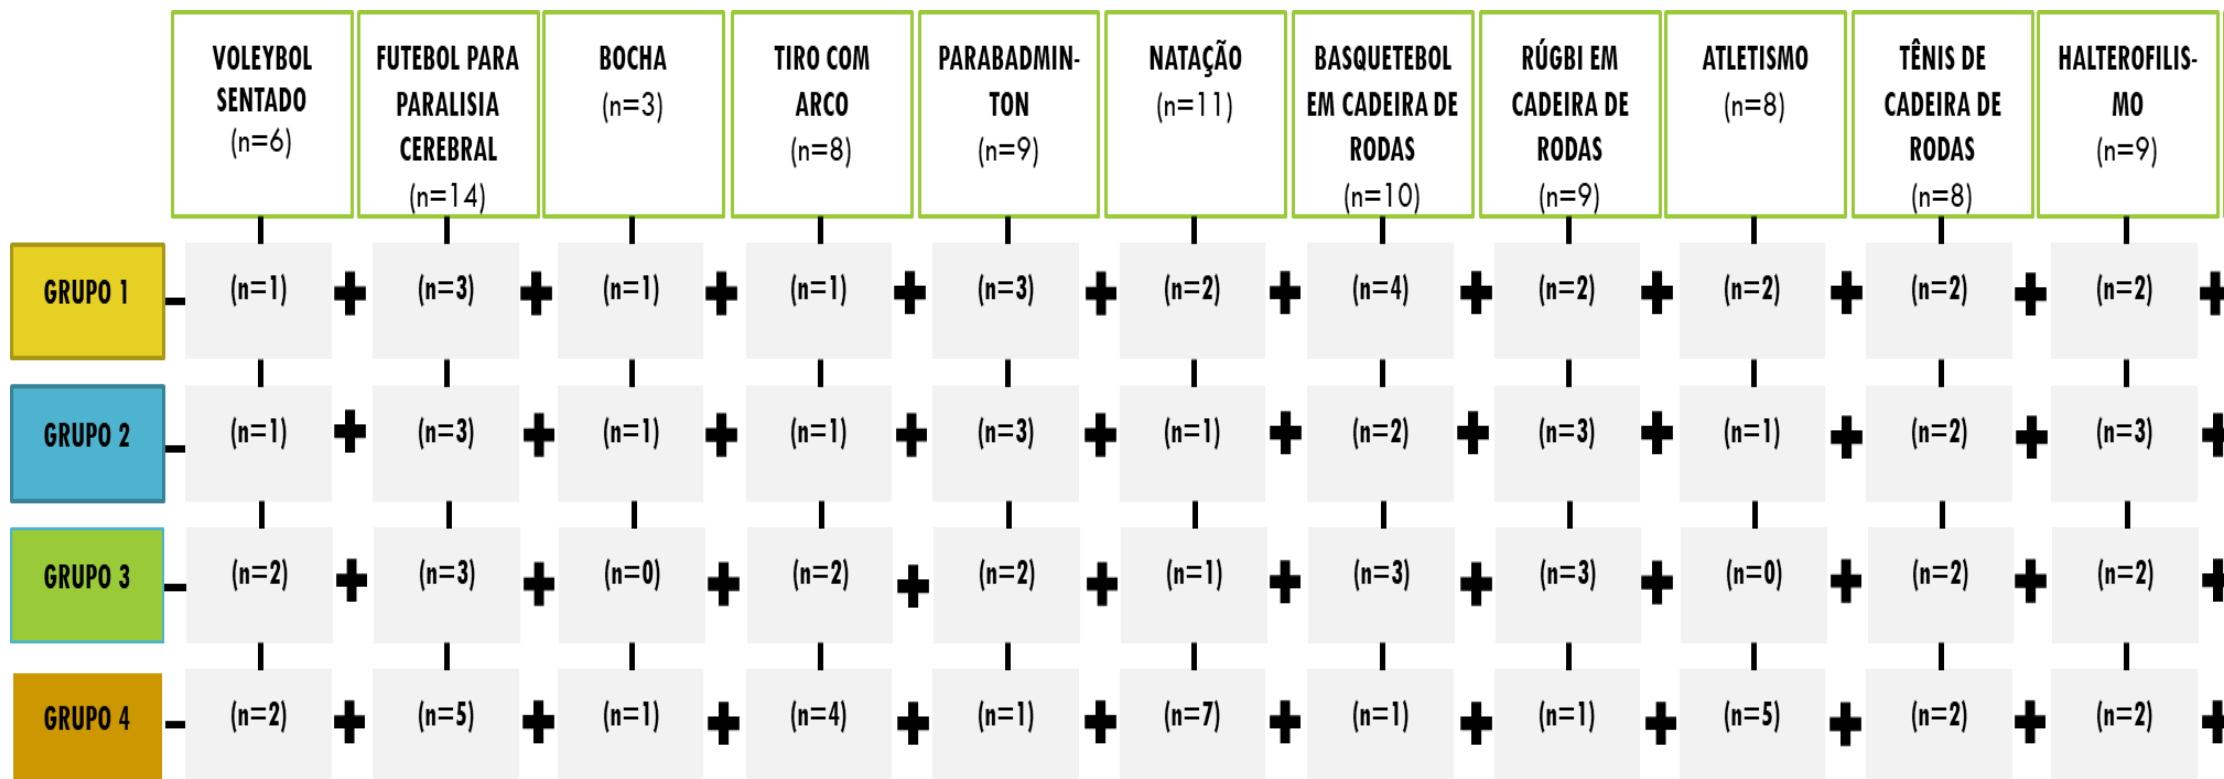 VOLEYBOL
SENTADO
(n=6)
FUTEBOL PARA
PARALISIA
CEREBRAL
(n=14)
BOCHA
(n=3)
TIRO COM
ARCO
(n=8)
PARABADMIN-
TON
(n=9)
NATAÇÃO
(n=11)
BASQUETEBOL
EM CADEIRA DE
RODAS
(n=10)
RÚGBI EM
CADEIRA DE
RODAS
(n=9)
ATLETISMO
(n=8)
TÊNIS DE
CADEIRA DE
RODAS
(n=8)
HALTEROFILIS-
MO
(n=9)
GRUPO 1 (n=1) + (n=3) + (n=1) + (n=1) + (n=3) + (n=2) + (n=4) + (n=2) + (n=2) + (n=2) + (n=2) +
GRUPO 2 (n=1) + (n=3) + (n=1) + (n=1) + (n=3) + (n=1) + (n=2) + (n=3) + (n=1) + (n=2) + (n=3) +
GRUPO 3 (n=2) + (n=3) + (n=0) + (n=2) + (n=2) + (n=1) + (n=3) + (n=3) + (n=0) + (n=2) + (n=2) +
GRUPO 4 (n=2) + (n=5) + (n=1) + (n=4) + (n=1) + (n=7) + (n=1) + (n=1) + (n=5) + (n=2) + (n=2) +